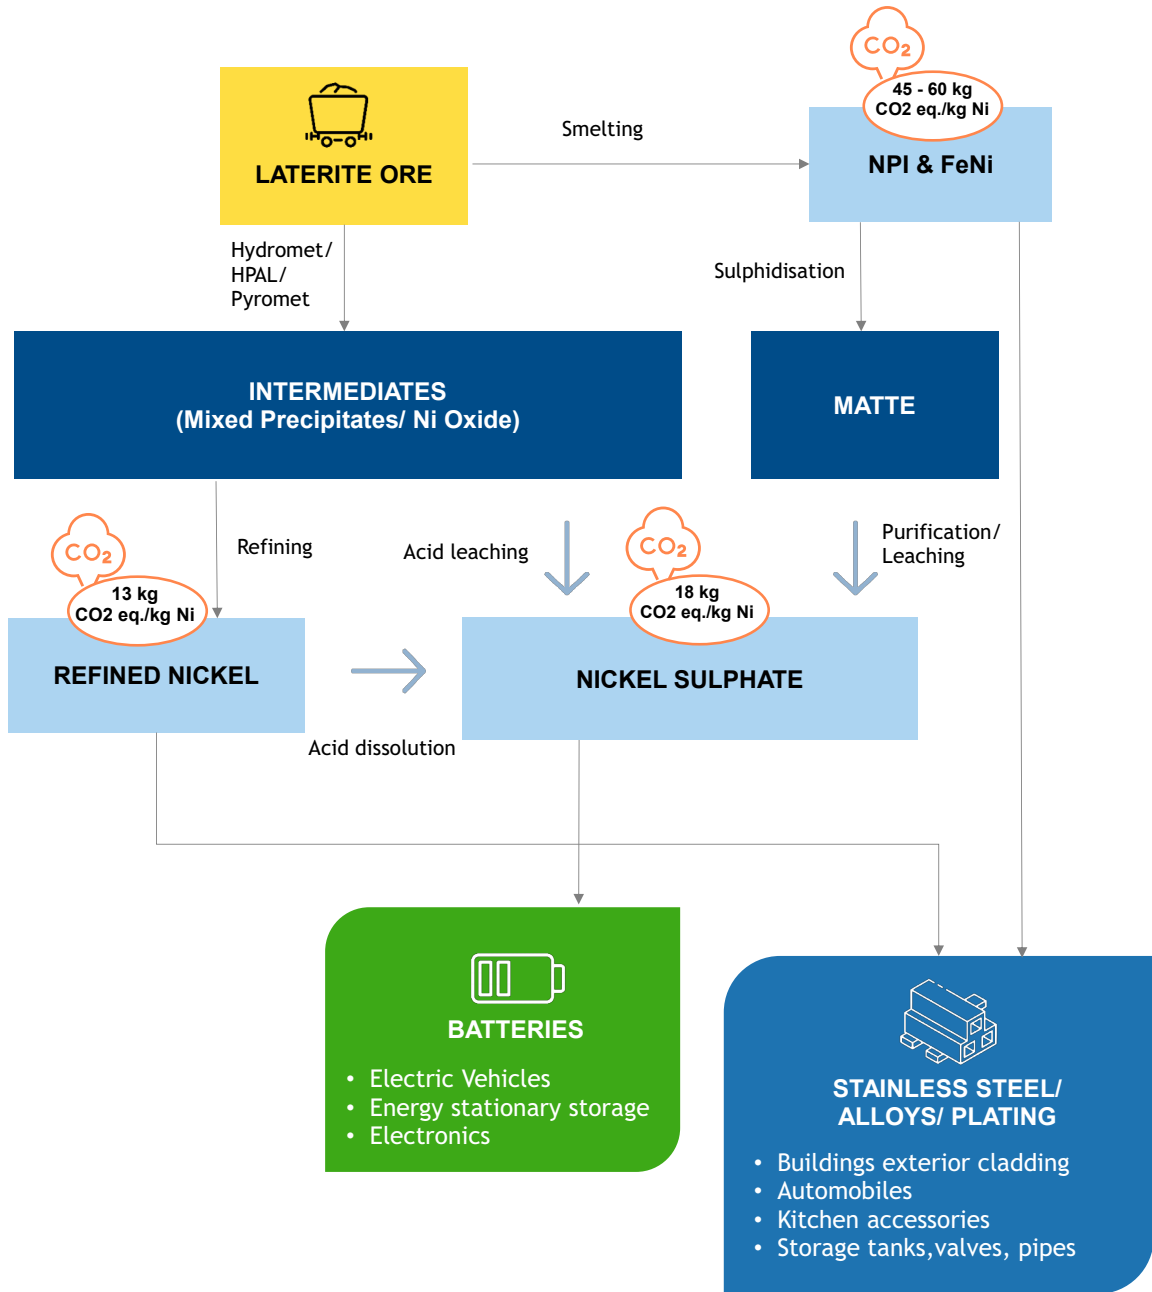 CO2
45 - 60 kg
CO2 eq./kg Ni
LATERITE ORE
Smelting
NPI & FeNi
Hydromet/
HPAL/
Pyromet
Sulphidisation
INTERMEDIATES
(Mixed Precipitates/ Ni Oxide)
MATTE
CO2
13 kg
CO2 eq./kg Ni
Refining
Acid leaching
CO2
18 kg
CO2 eq./kg Ni
Purification/
Leaching
REFINED NICKEL
Acid dissolution
NICKEL SULPHATE
BATTERIES
• Electric Vehicles
• Energy stationary storage
• Electronics
STAINLESS STEEL/
ALLOYS/ PLATING
• Buildings exterior cladding
• Automobiles
• Kitchen accessories
• Storage tanks,valves, pipes